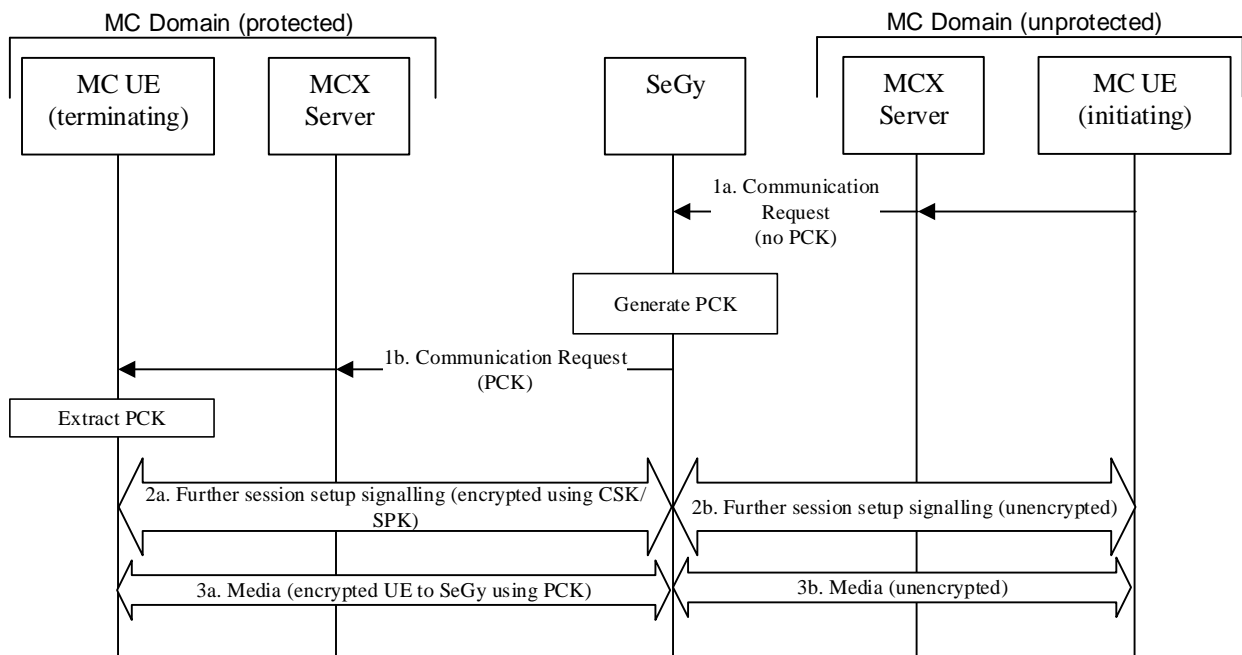 MC Domain (protected)
MC Domain (unprotected)
MC UE
(terminating)
MCX
Server
SeGy
MCX
Server
MC UE
(initiating)
1a. Communication
Request
(no PCK)
Generate PCK
1b. Communication Request
(PCK)
Extract PCK
2a. Further session setup signalling (encrypted using CSK/
SPK)
2b. Further session setup signalling (unencrypted)
3a. Media (encrypted UE to SeGy using PCK)
3b. Media (unencrypted)